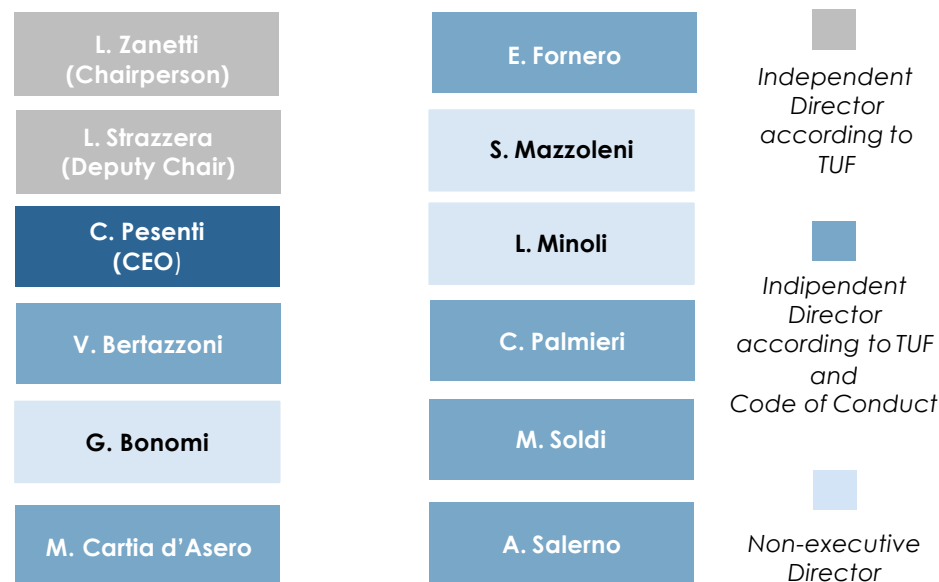 L. Zanetti
(Chairperson)
L. Strazzera
(Deputy Chair)
C. Pesenti
(CEO)
V. Bertazzoni
G. Bonomi
M. Cartia d’Asero
E. Fornero
S. Mazzoleni
L. Minoli
C. Palmieri
M. Soldi
A. Salerno
Independent
Director
according to
TUF
Indipendent
Director
according to TUF
and
Code of Conduct
Non-executive
Director